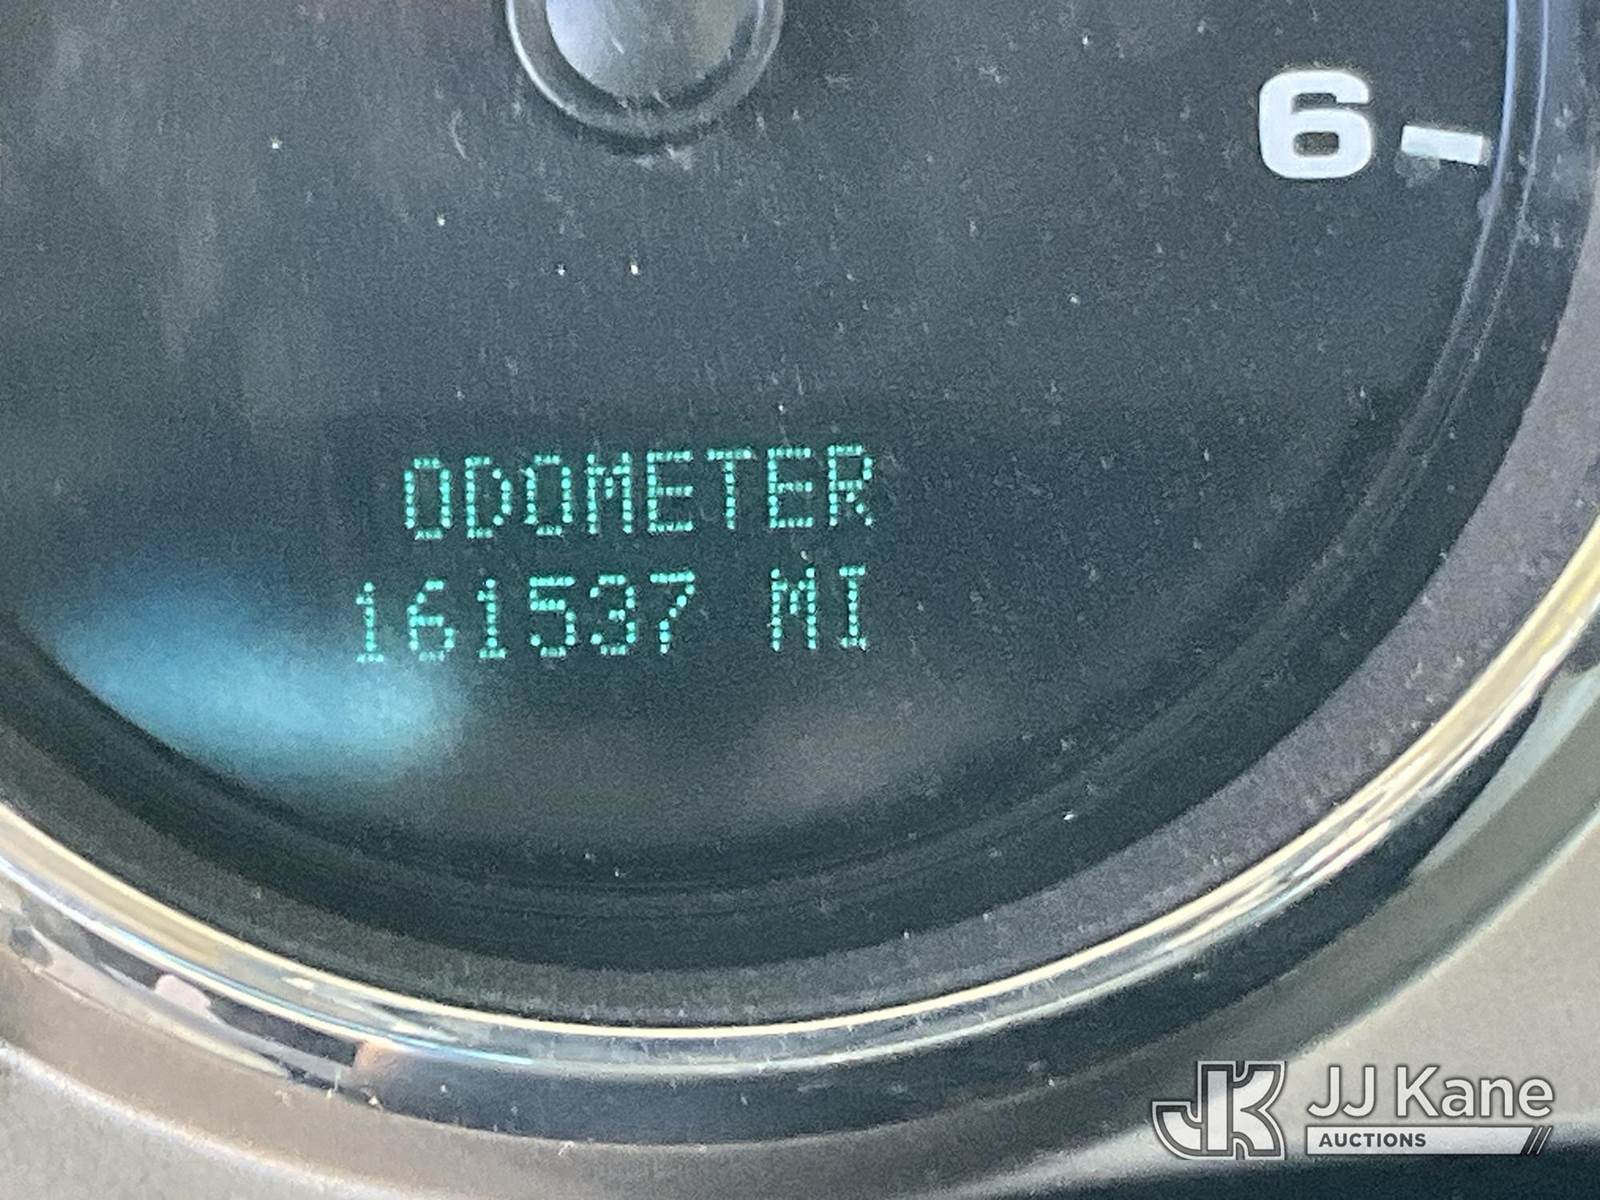 6
ODOMETER
161537 MI
JK JJ Kane
AUCTIONS